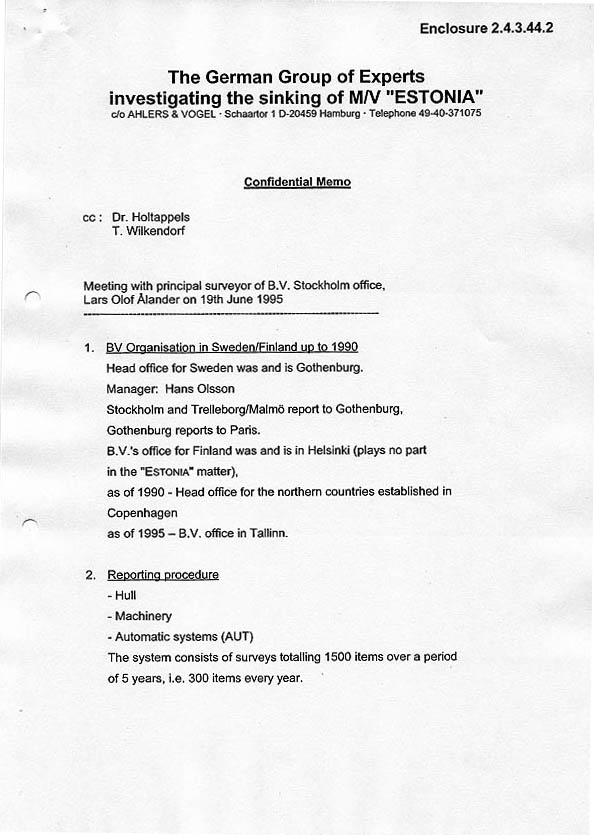 Enclosure 2.4.3.44.2
The German Group of Experts
investigating the sinking of M/V "ESTONIA"
c/o AHLERS & VOGEL · Schaartor 1 D-20459 Hamburg · Telephone 49-40-371075
Confidential Memo
cc : Dr. Holtappels
T. Wilkendorf
Meeting with principal surveyor of B.V. Stockholm office,
Lars Olof Ålander on 19th June 1995
1. BV Organisation in Sweden/Finland up to 1990
Head office for Sweden was and is Gothenburg.
Manager: Hans Olsson
Stockholm and Trelleborg/Malmö report to Gothenburg,
Gothenburg reports to Paris.
B.V.'s office for Finland was and is in Helsinki (plays no part
in the "ESTONIA" matter),
as of 1990 - Head office for the northern countries established in
Copenhagen
as of 1995 – B.V. office in Tallinn.
2. Reporting procedure
- Hull
- Machinery
- Automatic systems (AUT)
The system consists of surveys totalling 1500 items over a period
of 5 years, i.e. 300 items every year.